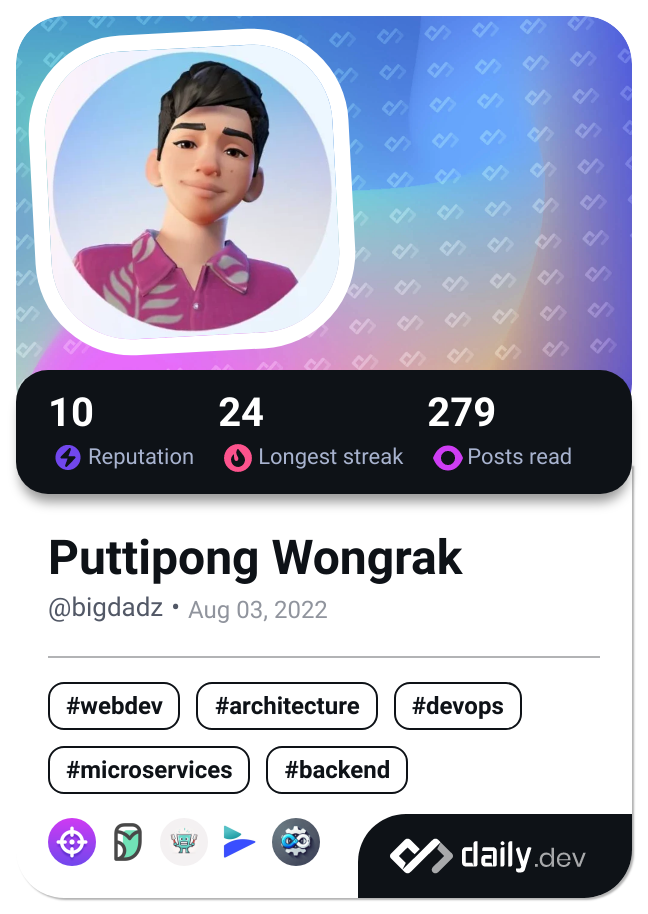 10 24 279
Reputation Longest streak Posts read
Puttipong Wongrak
@bigdadz • Aug 03, 2022
#webdev #architecture #devops
#microservices #backend
daily.dev